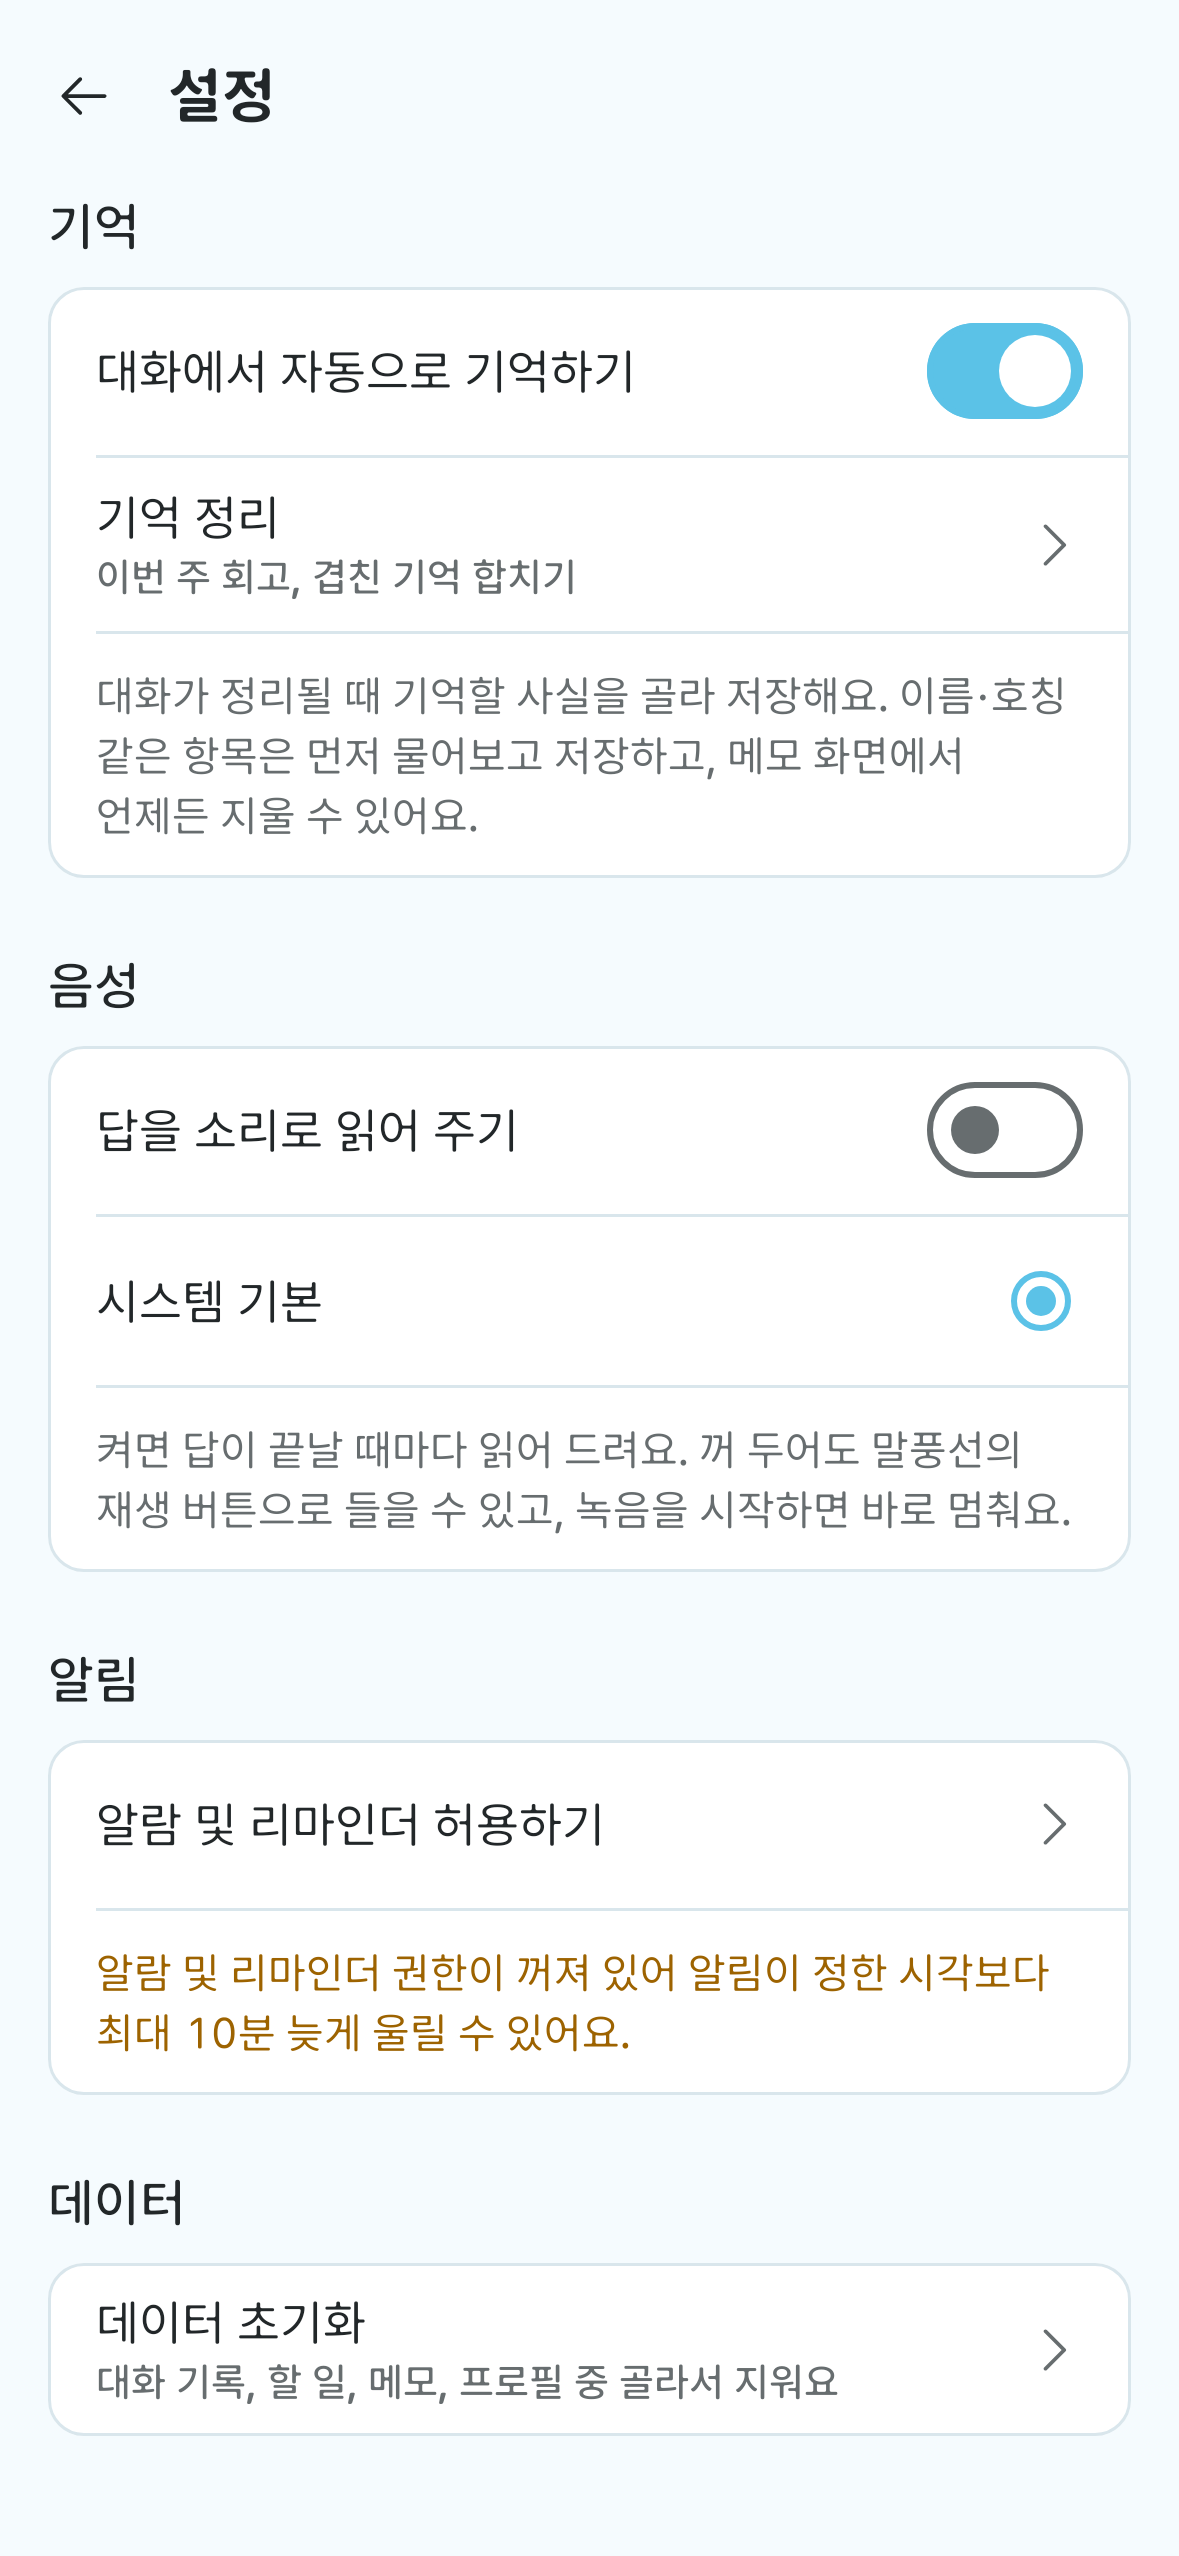 설정
기억
대화에서 자동으로 기억하기
기억 정리
이번 주 회고, 겹친 기억 합치기
대화가 정리될 때 기억할 사실을 골라 저장해요. 이름·호칭
같은 항목은 먼저 물어보고 저장하고, 메모 화면에서
언제든 지울 수 있어요.
음성
답을 소리로 읽어 주기
시스템 기본
켜면 답이 끝날 때마다 읽어 드려요. 꺼 두어도 말풍선의
재생 버튼으로 들을 수 있고, 녹음을 시작하면 바로 멈춰요.
알림
알람 및 리마인더 허용하기
알람 및 리마인더 권한이 꺼져 있어 알림이 정한 시각보다
최대 10분 늦게 울릴 수 있어요.
데이터
데이터 초기화
대화 기록, 할 일, 메모, 프로필 중 골라서 지워요